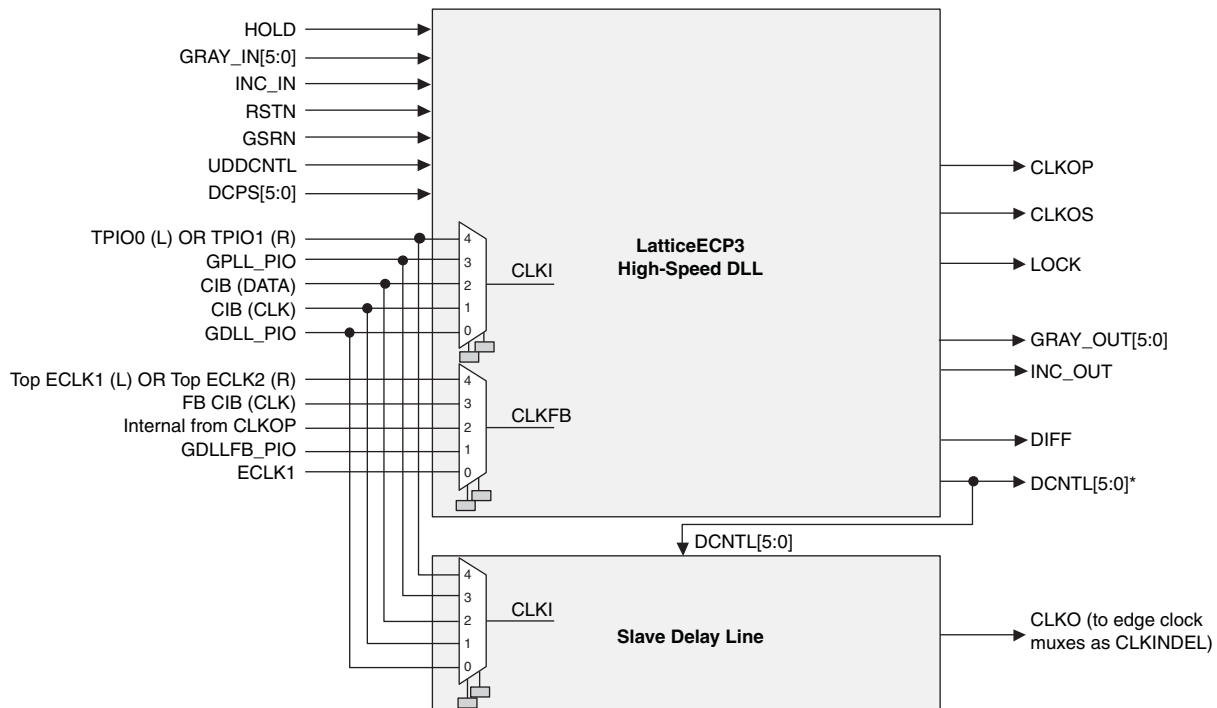 HOLD
GRAY_IN[5:0]
INC_IN
RSTN
GSRN
UDDCNTL
DCPS[5:0]
TPIO0 (L) OR TPIO1 (R)
GPLL_PIO
CIB (DATA)
CIB (CLK)
GDLL_PIO
4
3
2
1
0
CLKI
Top ECLK1 (L) OR Top ECLK2 (R)
FB CIB (CLK)
Internal from CLKOP
GDLLFB_PIO
ECLK1
4
3
2
1
0
CLKFB
LatticeECP3
High-Speed DLL
CLKOP
CLKOS
LOCK
GRAY_OUT[5:0]
INC_OUT
DIFF
DCNTL[5:0]*
DCNTL[5:0]
4
3
2
1
0
CLKI
Slave Delay Line
CLKO (to edge clock
muxes as CLKINDEL)